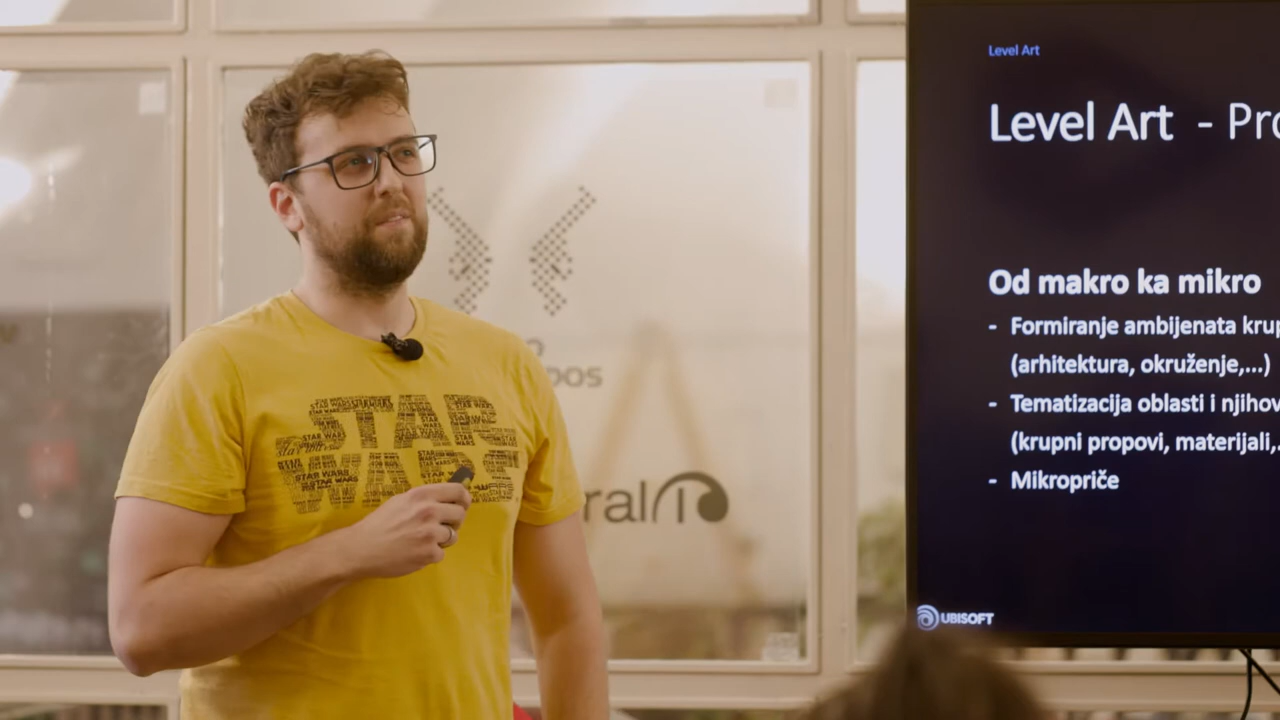 Level Art
Level Art - Pro
Od makro ka mikro
- Formiranje ambijenata krup
(arhitektura, okruženje,...)
- Tematizacija oblasti i njihov
(krupni propovi, materijali,.
- Mikropriče
UBISOFT
STAR
WARS
pos
ral